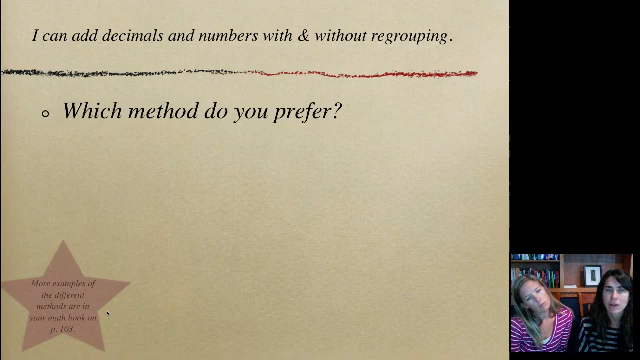 I can add decimals and numbers with & without regrouping.
Which method do you prefer?
More examples of
the different
methods are in
your math book on
p. 103.